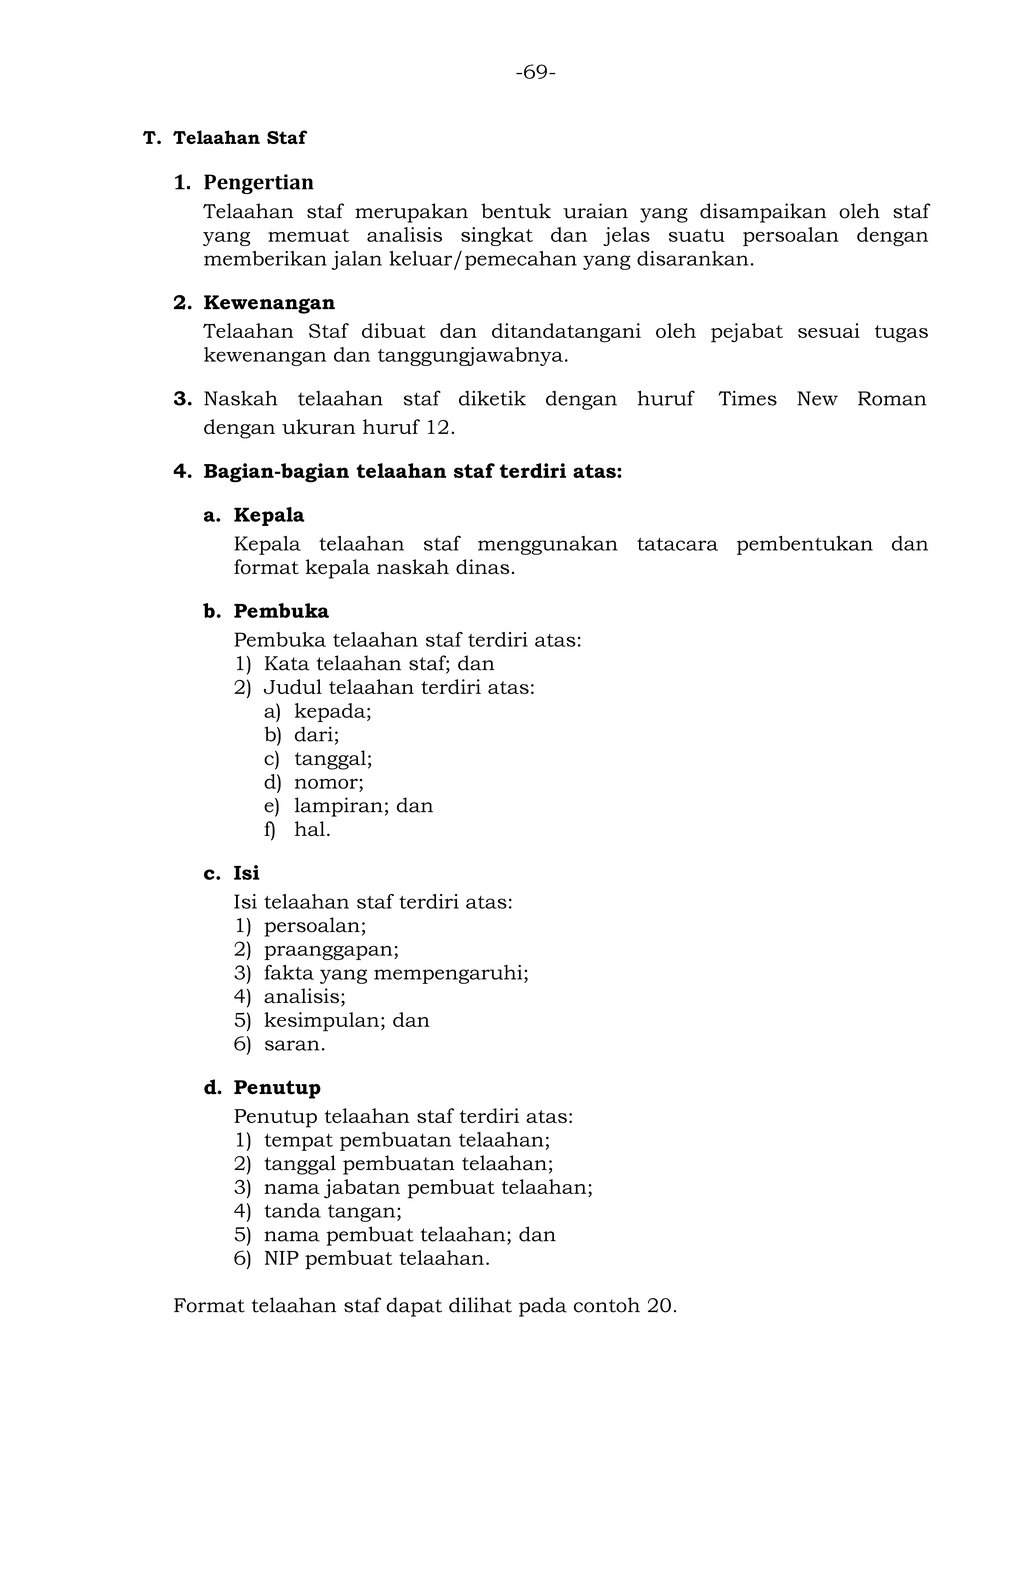 -69-
T. Telaahan Staf
1. Pengertian
Telaahan staf merupakan bentuk uraian yang disampaikan oleh staf
yang memuat analisis singkat dan jelas suatu persoalan dengan
memberikan jalan keluar/pemecahan yang disarankan.
2. Kewenangan
Telaahan Staf dibuat dan ditandatangani oleh pejabat sesuai tugas
kewenangan dan tanggungjawabnya.
3. Naskah telaahan staf diketik dengan huruf Times New Roman
dengan ukuran huruf 12.
4. Bagian-bagian telaahan staf terdiri atas:
a. Kepala
Kepala telaahan staf menggunakan tatacara pembentukan dan
format kepala naskah dinas.
b. Pembuka
Pembuka telaahan staf terdiri atas:
1) Kata telaahan staf; dan
2) Judul telaahan terdiri atas:
a) kepada;
b) dari;
c) tanggal;
d) nomor;
e) lampiran; dan
f) hal.
c. Isi
Isi telaahan staf terdiri atas:
1) persoalan;
2) praanggapan;
3) fakta yang mempengaruhi;
4) analisis;
5) kesimpulan; dan
6) saran.
d. Penutup
Penutup telaahan staf terdiri atas:
1) tempat pembuatan telaahan;
2) tanggal pembuatan telaahan;
3) nama jabatan pembuat telaahan;
4) tanda tangan;
5) nama pembuat telaahan; dan
6) NIP pembuat telaahan.
Format telaahan staf dapat dilihat pada contoh 20.